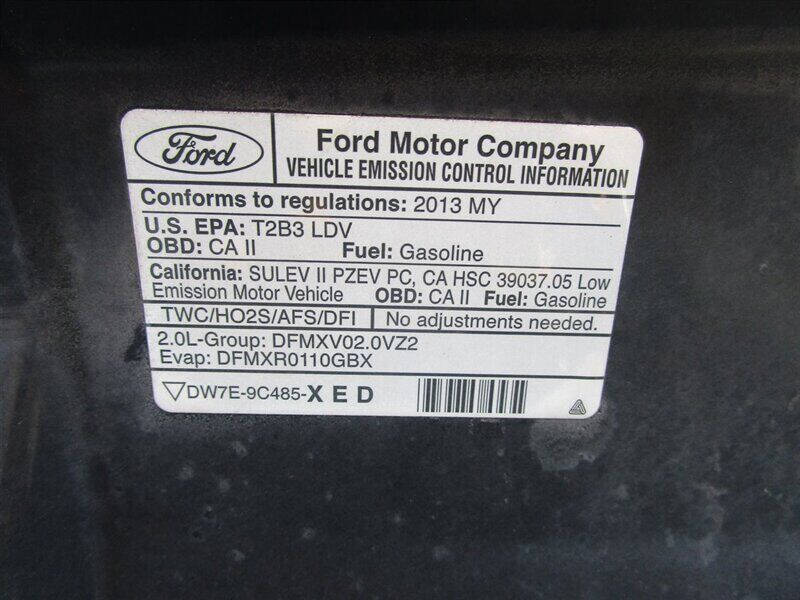 Ford
Ford Motor Company
VEHICLE EMISSION CONTROL INFORMATION
Conforms to regulations: 2013 MY
U.S. EPA: T2B3 LDV
OBD: CA II Fuel: Gasoline
California: SULEV II PZEV PC, CA HSC 39037.05 Low
Emission Motor Vehicle OBD: CA II Fuel: Gasoline
TWC/HO2S/AFS/DFI No adjustments needed.
2.0L-Group: DFMXV02.0VZ2
Evap: DFMXR0110GBX
DW7E-9C485-XED